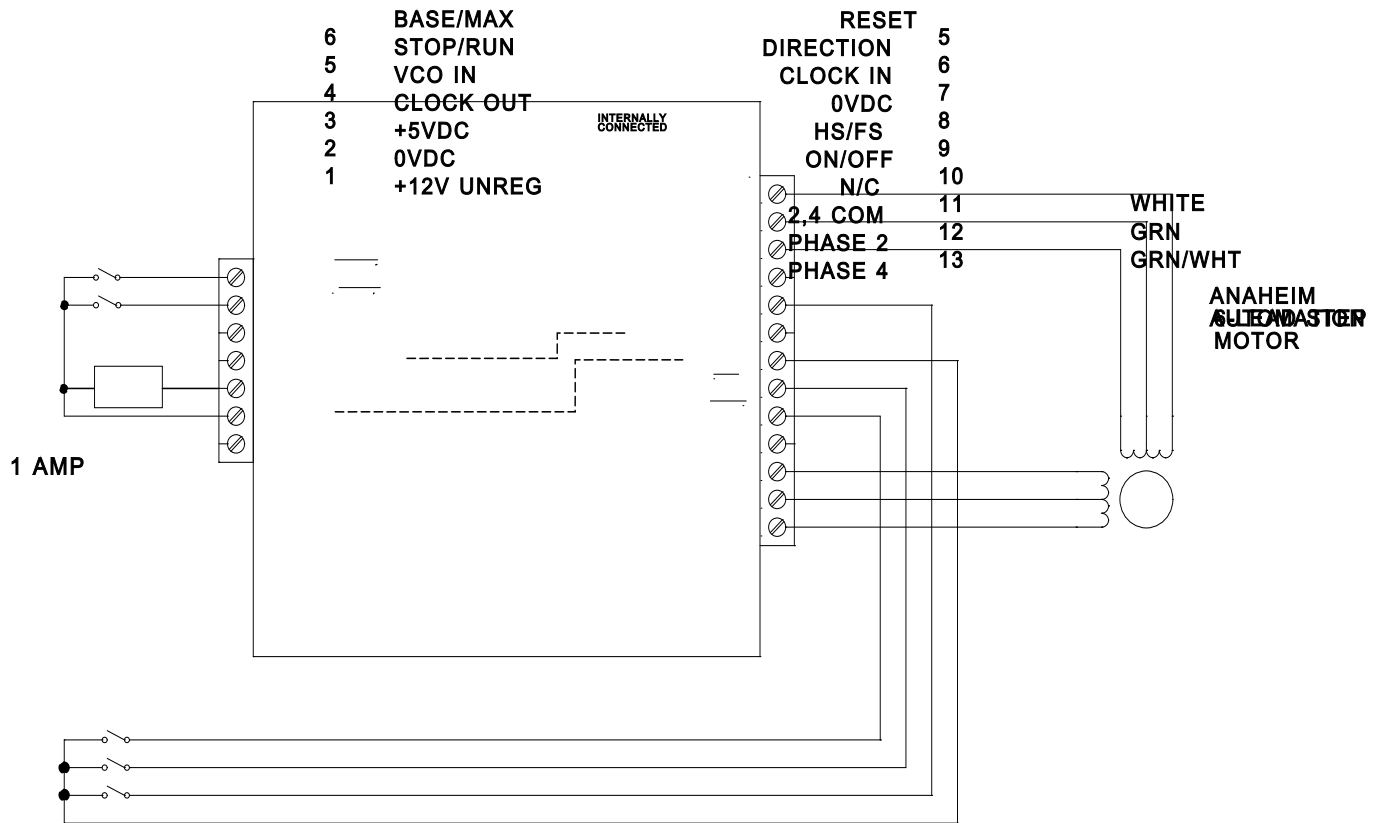 BASE/MAX
6
STOP/RUN
5
VCO IN
4
CLOCK OUT
3
+5VDC
2
0VDC
1
+12V UNREG
INTERNALLY
CONNECTED
RESET
5
DIRECTION
6
CLOCK IN
7
0VDC
8
HS/FS
9
ON/OFF
10
N/C
11
2,4 COM
12
PHASE 2
13
PHASE 4
WHITE
GRN
GRN/WHT
ANAHEIM
MOTOR
1 AMP